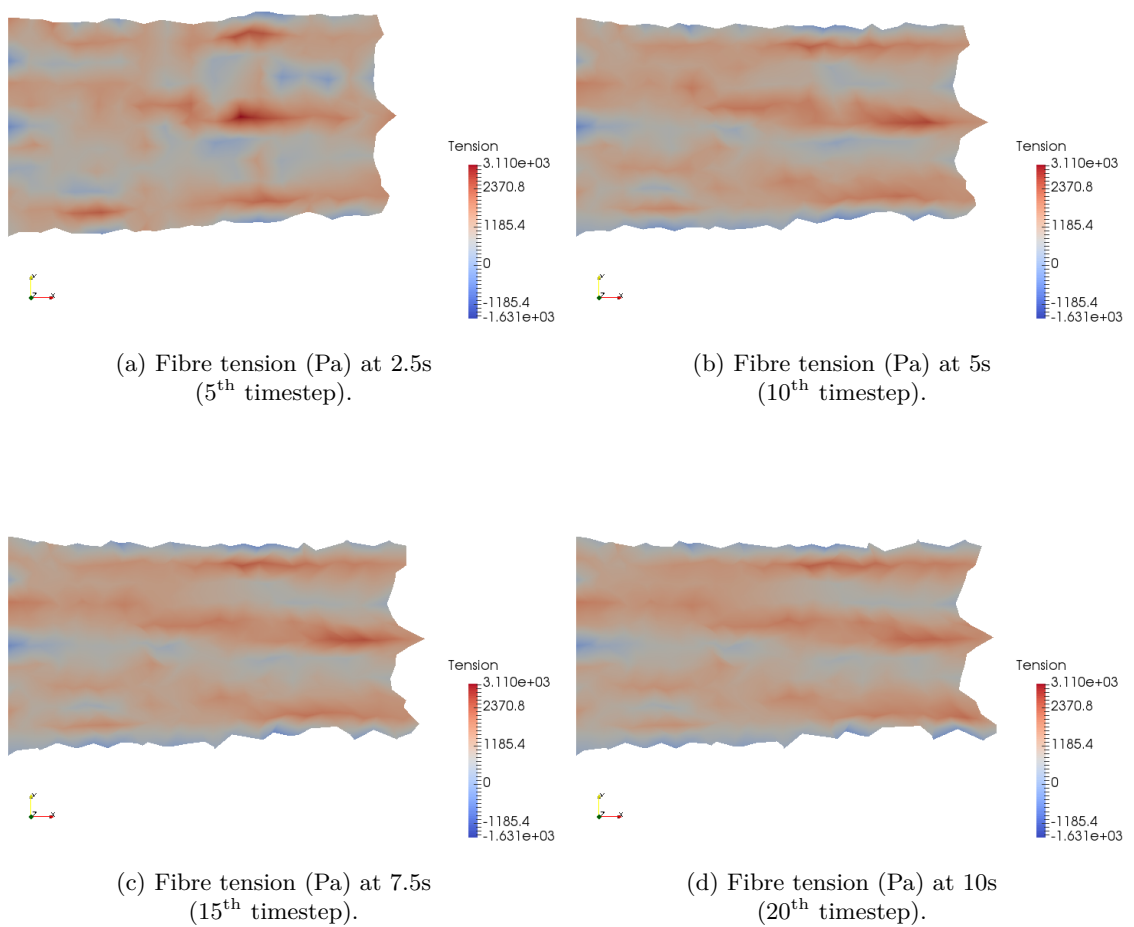 Tension
3.110e+03
2370.8
1185.4
0
-1185.4
-1.631e+03
Y
Z
X
(a) Fibre tension (Pa) at 2.5s
(5th timestep).
Tension
3.110e+03
2370.8
1185.4
0
-1185.4
-1.631e+03
Y
Z
X
(b) Fibre tension (Pa) at 5s
(10th timestep).
Tension
3.110e+03
2370.8
1185.4
0
-1185.4
-1.631e+03
Y
Z
X
(c) Fibre tension (Pa) at 7.5s
(15th timestep).
Tension
3.110e+03
2370.8
1185.4
0
-1185.4
-1.631e+03
Y
Z
X
(d) Fibre tension (Pa) at 10s
(20th timestep).